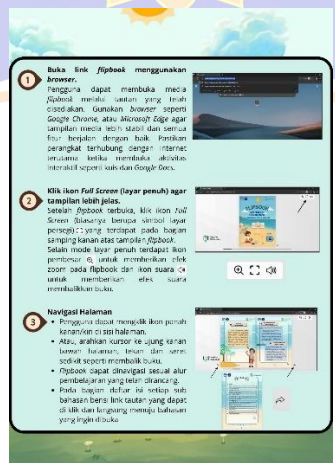 1
Buka link flipbook menggunakan
browser.
Pengguna dapat membuka media
flipbook melalui tautan yang telah
disediakan. Gunakan browser seperti
Google Chrome, atau Microsoft Edge agar
tampilan media lebih stabil dan semua
fitur berjalan dengan baik. Pastikan
perangkat terhubung dengan internet
terutama ketika membuka aktivitas
interaktif seperti kuis dan Google Docs.
2
Klik ikon Full Screen (layar penuh) agar
tampilan lebih jelas.
Setelah flipbook terbuka, klik ikon Full
Screen (biasanya berupa simbol layar
persegi) yang terdapat pada bagian
samping kanan atas tampilan flipbook.
Selain mode layar penuh terdapat ikon
pembesar untuk memberikan efek
zoom pada flipbook dan ikon suara
untuk memberikan efek suara
membalikkan buku.
FLIPBOOK
3
Navigasi Halaman
• Pengguna dapat mengklik ikon panah
kanan/kiri di sisi halaman.
• Atau, arahkan kursor ke ujung kanan
bawah halaman, tekan dan seret
sedikit seperti membalik buku.
• Flipbook dapat dinavigasi sesuai alur
pembelajaran yang telah dirancang.
• Pada bagian daftar isi setiap sub
bahasan berisi link tautan yang dapat
di klik dan langsung menuju bahasan
yang ingin dibuka